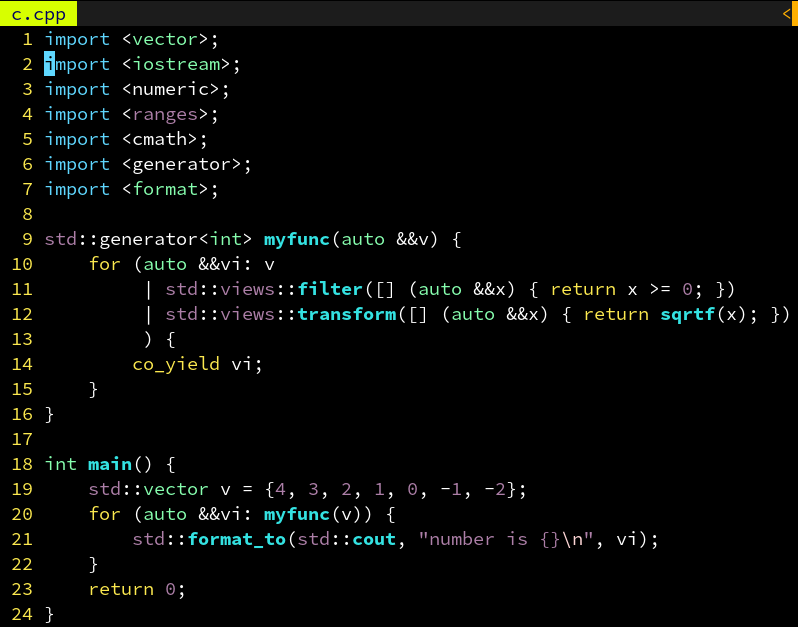 c.cpp <
1 import <vector>;
2 import <iostream>;
3 import <numeric>;
4 import <ranges>;
5 import <cmath>;
6 import <generator>;
7 import <format>;
8
9 std::generator<int> myfunc(auto &&v) {
10     for (auto &&vi: v
11          | std::views::filter([] (auto &&x) { return x >= 0; })
12          | std::views::transform([] (auto &&x) { return sqrtf(x); })
13          ) {
14         co_yield vi;
15     }
16 }
17
18 int main() {
19     std::vector v = {4, 3, 2, 1, 0, -1, -2};
20     for (auto &&vi: myfunc(v)) {
21         std::format_to(std::cout, "number is {}\n", vi);
22     }
23     return 0;
24 }